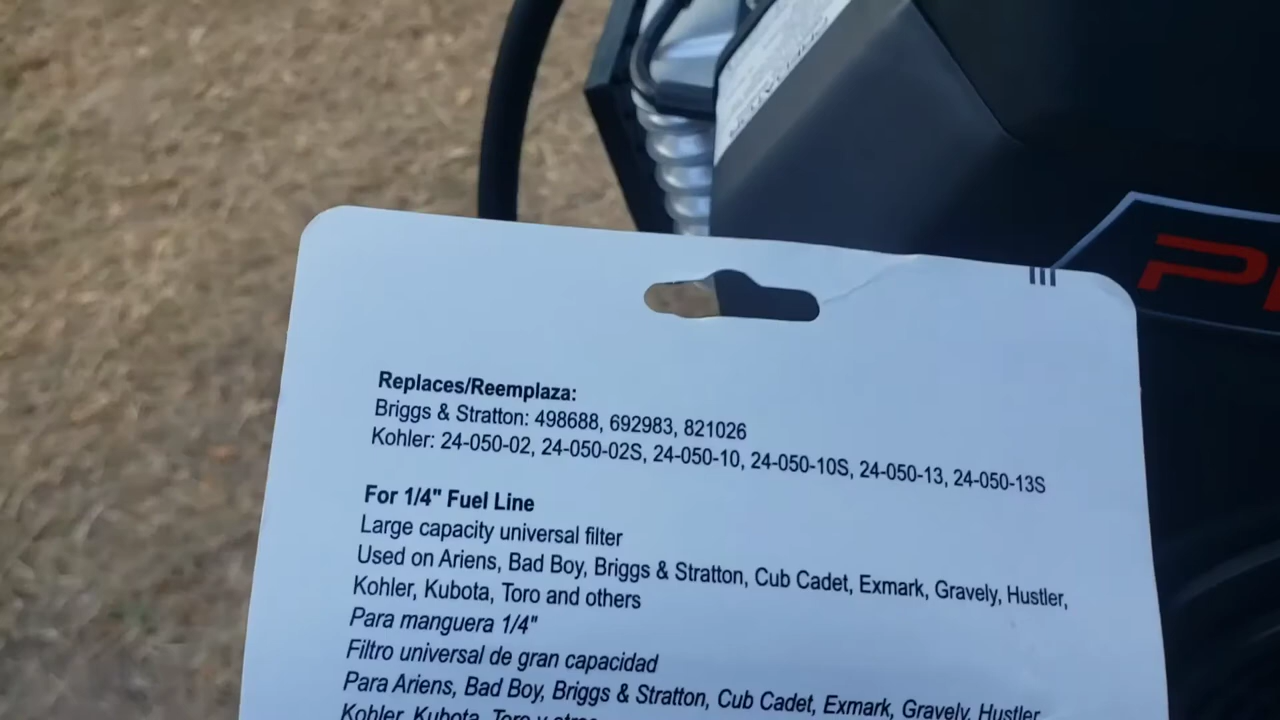 Replaces/Reemplaza:
Briggs & Stratton: 498688, 692983, 821026
Kohler: 24-050-02, 24-050-02S, 24-050-10, 24-050-10S, 24-050-13, 24-050-13S
For 1/4" Fuel Line
Large capacity universal filter
Used on Ariens, Bad Boy, Briggs & Stratton, Cub Cadet, Exmark, Gravely, Hustler,
Kohler, Kubota, Toro and others
Para manguera 1/4"
Filtro universal de gran capacidad
Para Ariens, Bad Boy, Briggs & Stratton, Cub Cadet, Exmark, Gravely, Hustler
Kohler, Kubota, Toro y otros